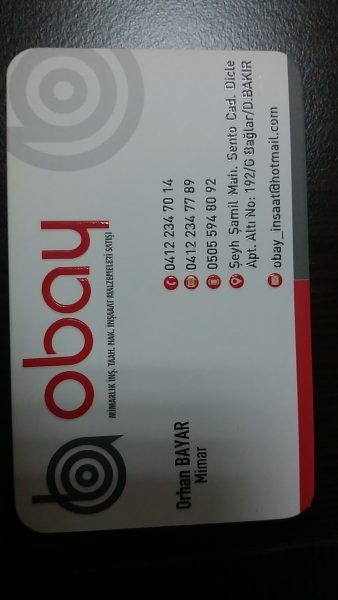 obay
MİMARLIK İNŞ. TAAH. NAK. İNŞAAT MALZEMELERİ SATIŞI
Orhan BAYAR
Mimar
0412 234 70 14
0412 234 77 89
0505 594 80 92
Şeyh Şamil Mah. Sento Cad. Dicle
Apt. Altı No: 192/G Bağlar/D.BAKIR
obay_insaat@hotmail.com